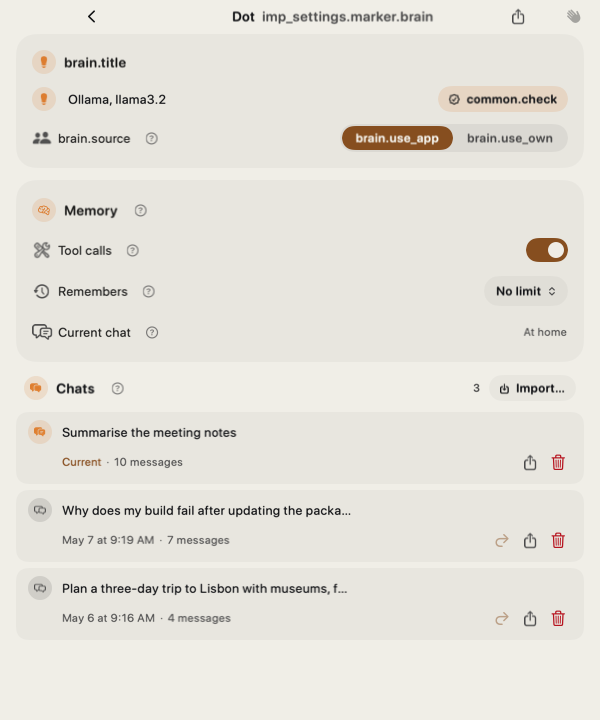 Dot imp_settings.marker.brain
brain.title
Ollama, llama3.2
common.check
brain.source
brain.use_app
brain.use_own
Memory
Tool calls
Remembers
No limit
Current chat
At home
Chats
3
Import...
Summarise the meeting notes
Current · 10 messages
Why does my build fail after updating the packa...
May 7 at 9:19 AM · 7 messages
Plan a three-day trip to Lisbon with museums, f...
May 6 at 9:16 AM · 4 messages